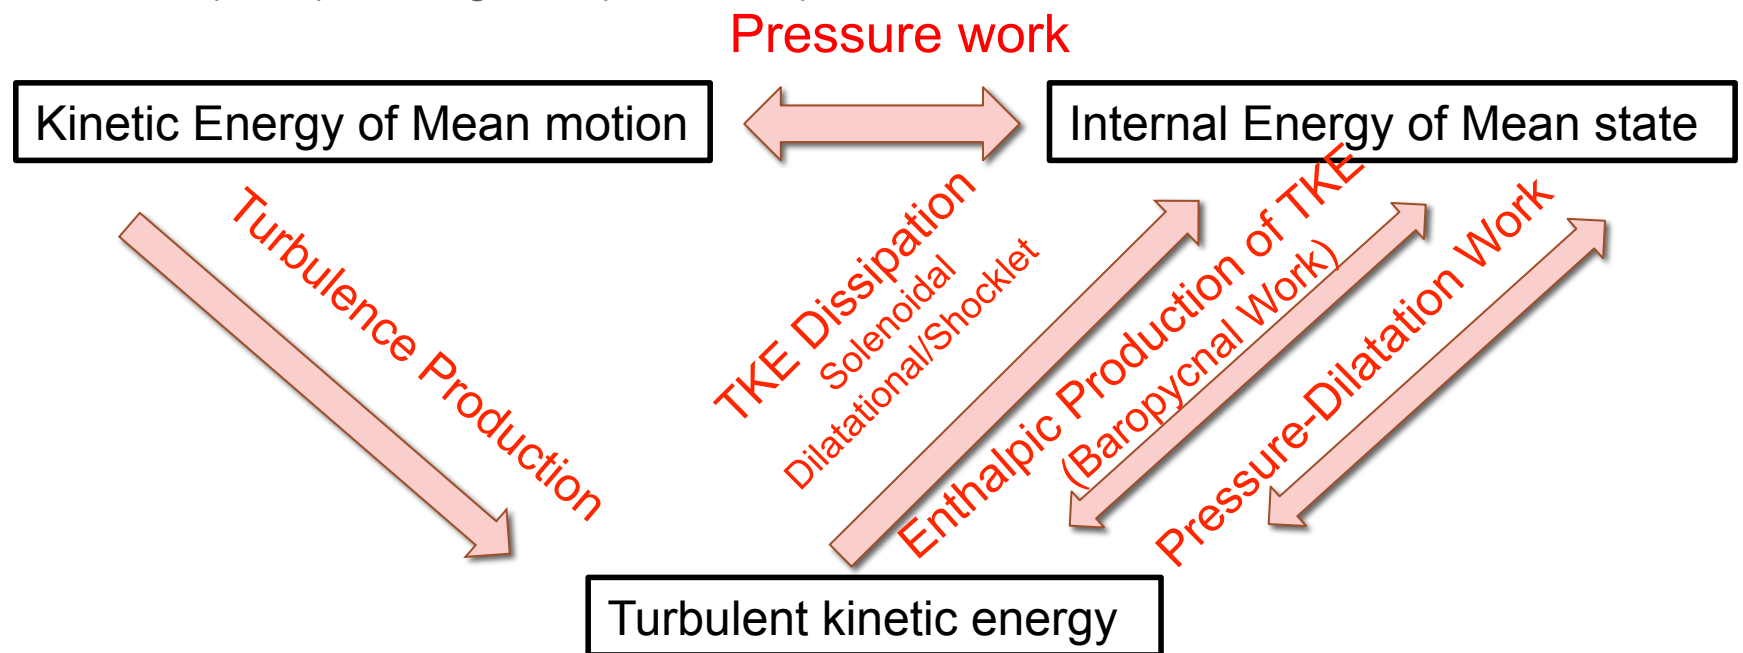 Pressure work
Kinetic Energy of Mean motion
Internal Energy of Mean state
Turbulence Production
TKE Dissipation
Solenoidal
Dilatational/Shocklet
Enthalpic Production of TKE
(Baropycnal Work)
Pressure-Dilatation Work
Turbulent kinetic energy